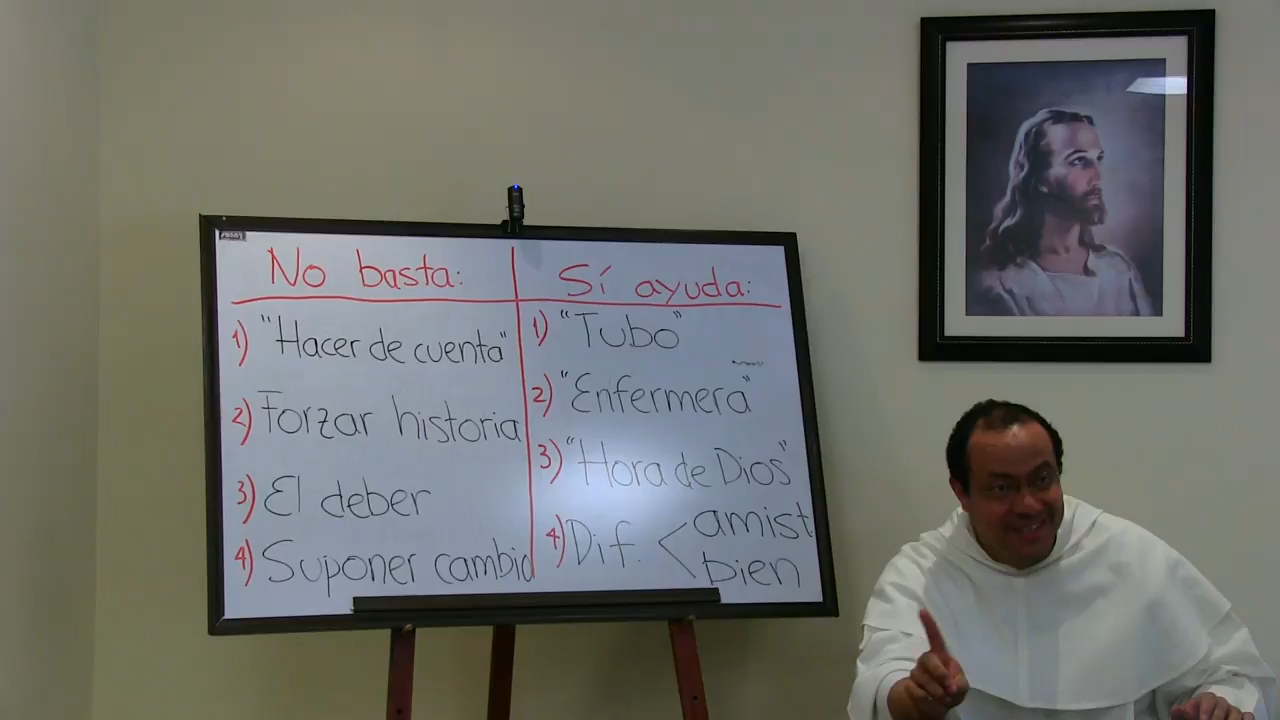 No basta:
1) "Hacer de cuenta"
2) Forzar historia
3) El deber
4) Suponer cambio
Sí ayuda:
1) "Tubo"
2) "Enfermera"
3) "Hora de Dios"
4) Dif. < amist
bien